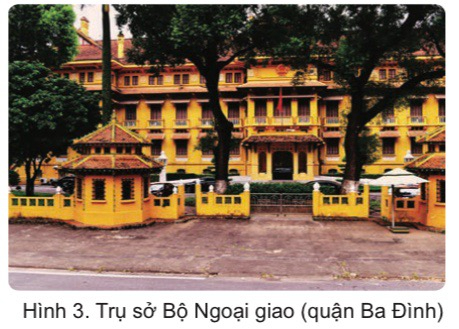 Hình 3. Trụ sở Bộ Ngoại giao (quận Ba Đình)